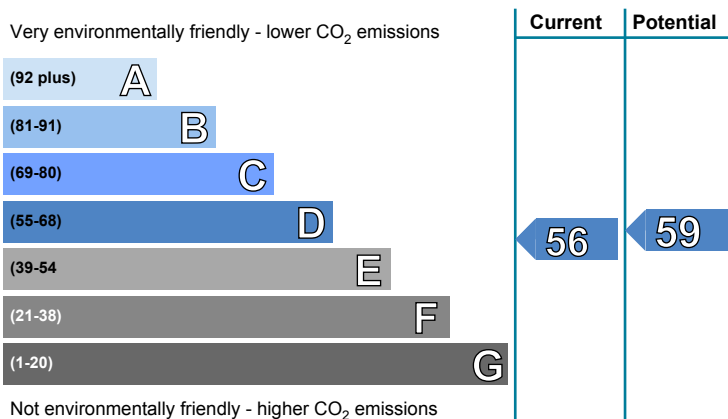 Current Potential
Very environmentally friendly - lower CO2 emissions
(92 plus) A
(81-91) B
(69-80) C
(55-68) D
56 59
(39-54 E
(21-38) F
(1-20) G
Not environmentally friendly - higher CO2 emissions